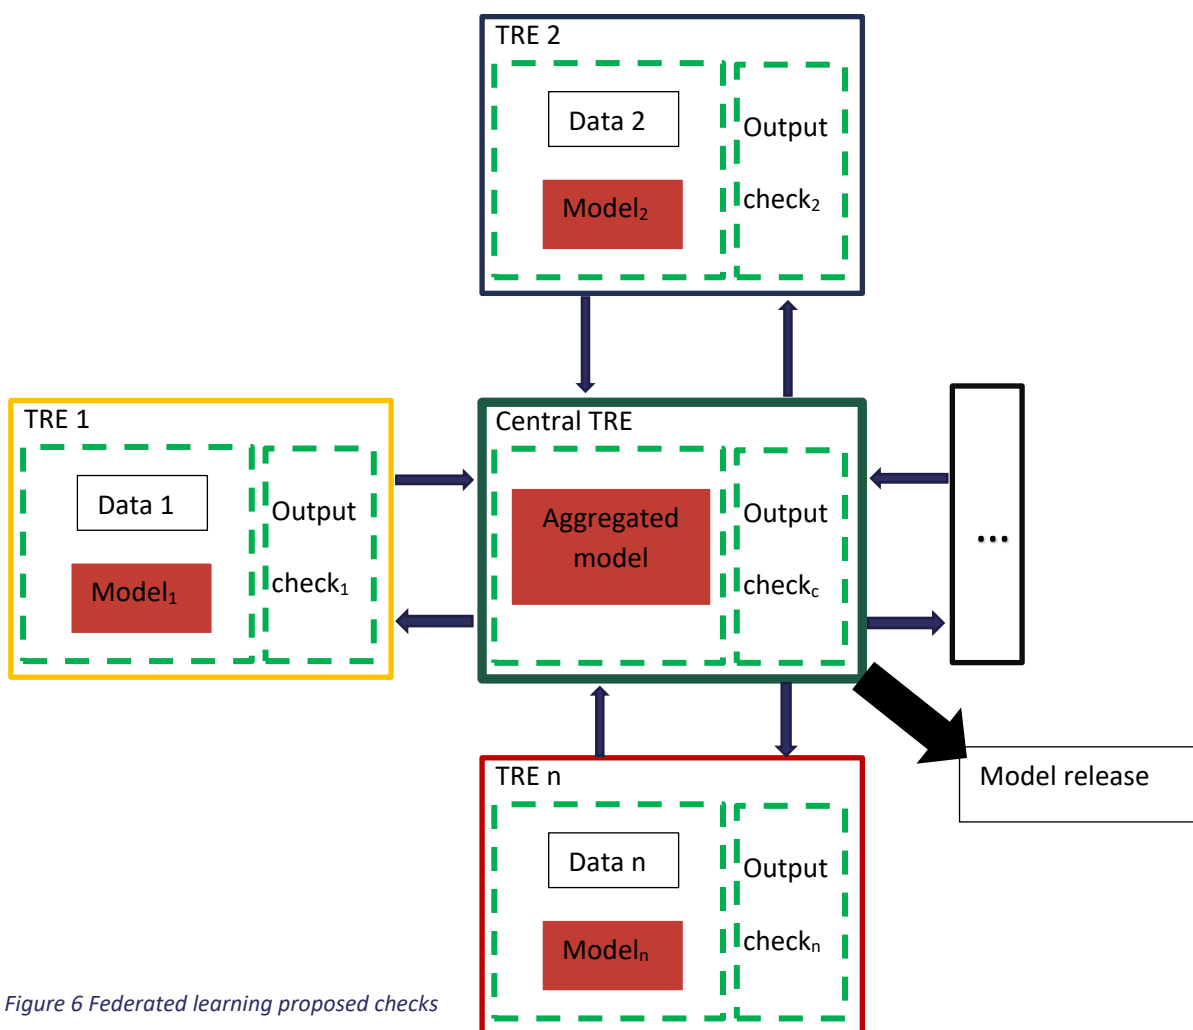 TRE 2
Data 2
Model₂
Output
check₂
TRE 1
Data 1
Model₁
Output
check₁
Central TRE
Aggregated
model
Output
check꜀
...
Model release
TRE n
Data n
Modelₙ
Output
checkₙ
Figure 6 Federated learning proposed checks